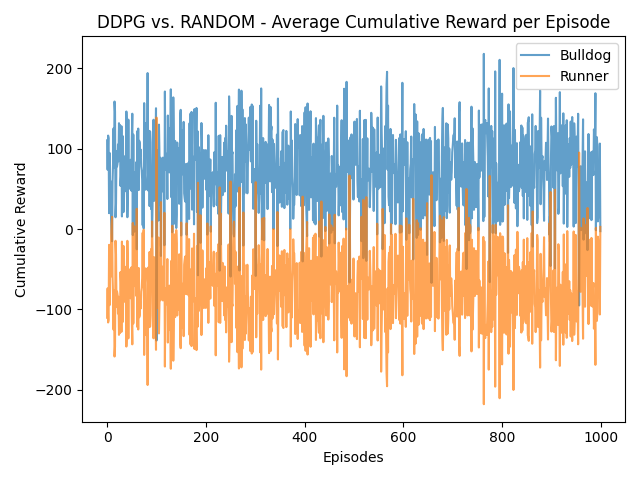 DDPG vs. RANDOM - Average Cumulative Reward per Episode
Bulldog
Runner
200
100
0
−100
−200
Cumulative Reward
0
200
400
600
800
1000
Episodes